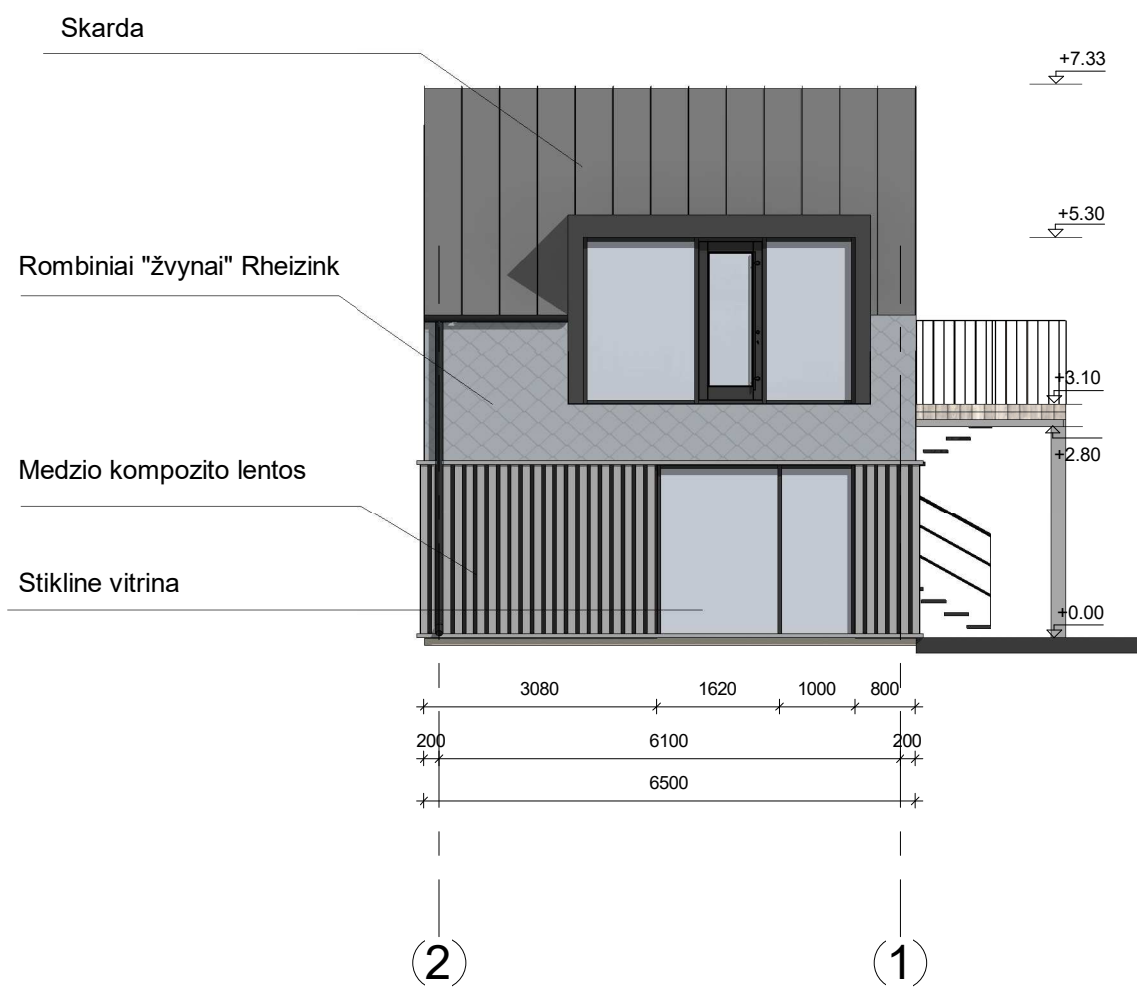 Skarda
+7.33
+5.30
Rombiniai "žvynai" Rheizink
+3.10
+2.80
Medzio kompozito lentos
Stikline vitrina
+0.00
3080 1620 1000 800
200 6100 200
6500
2 1